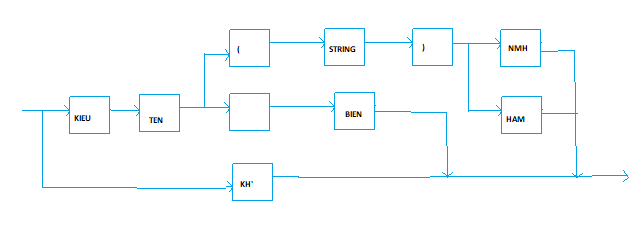 ( STRING ) NMH
KIEU TEN BIEN HAM
KH'